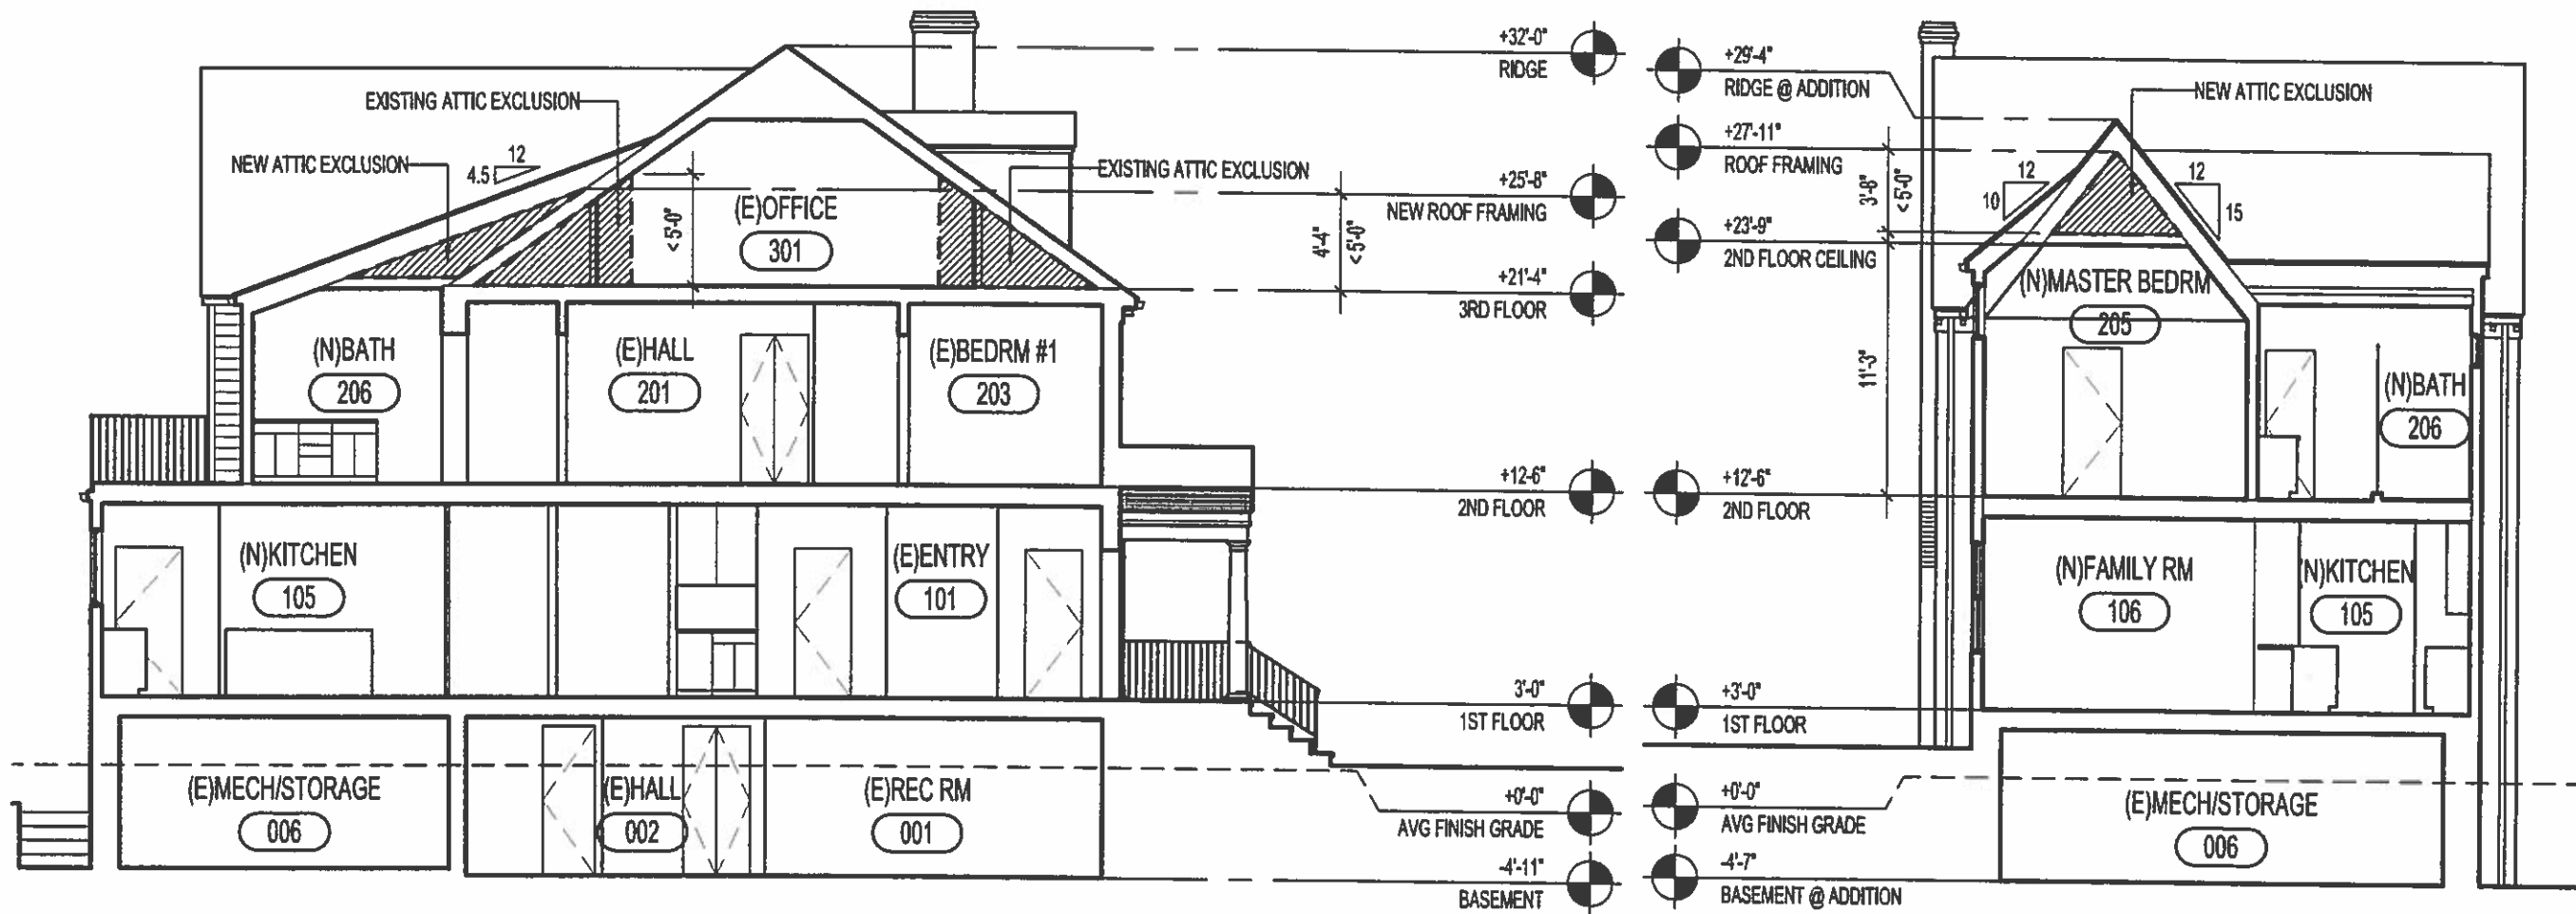 EXISTING ATTIC EXCLUSION
NEW ATTIC EXCLUSION
12
4.5
EXISTING ATTIC EXCLUSION
<5'-0"
(E)OFFICE
301
4'-4"
<5'-0"
(N)BATH
206
(E)HALL
201
(E)BEDRM #1
203
(N)KITCHEN
105
(E)ENTRY
101
(E)MECH/STORAGE
006
(E)HALL
002
(E)REC RM
001
+32'-0"
RIDGE
+25'-8"
NEW ROOF FRAMING
+21'-4"
3RD FLOOR
+12'-6"
2ND FLOOR
3'-0"
1ST FLOOR
+0'-0"
AVG FINISH GRADE
-4'-11"
BASEMENT
+29'-4"
RIDGE @ ADDITION
+27'-11"
ROOF FRAMING
+23'-9"
2ND FLOOR CEILING
+12'-6"
2ND FLOOR
+3'-0"
1ST FLOOR
+0'-0"
AVG FINISH GRADE
-4'-7"
BASEMENT @ ADDITION
NEW ATTIC EXCLUSION
12
10
12
15
<5'-0"
11'-3"
(N)MASTER BEDRM
205
(N)BATH
206
(N)FAMILY RM
106
(N)KITCHEN
105
(E)MECH/STORAGE
006